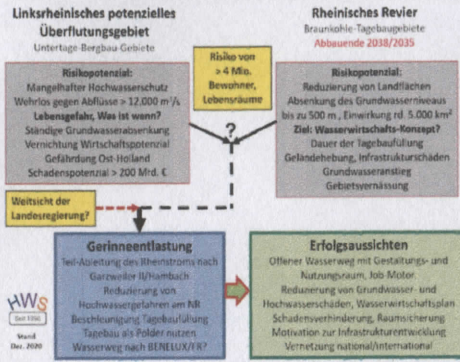 Linksrheinisches potenzielles
Überflutungsgebiet
Untertage-Bergbau-Gebiete
Risikopotenzial:
Mangelhafter Hochwasserschutz
Wehrlos gegen Abflüsse > 12,000 m³/s
Lebensgefahr, Was ist wenn?
Ständige Grundwasserabsenkung
Vernichtung Wirtschaftspotenzial
Gefährdung Ost-Holland
Schadenspotenzial > 200 Mrd. €
Risiko von
> 4 Mio.
Bewohner,
Lebensräume
?
Rheinisches Revier
Braunkohle-Tagebaugebiete
Abbauende 2038/2035
Risikopotenzial:
Reduzierung von Landflächen
Absenkung des Grundwasserniveaus
bis zu 500 m , Einwirkung rd. 5.000 km²
Ziel: Wasserwirtschafts-Konzept?
Dauer der Tagebaufüllung
Geländehebung, Infrastrukturschäden
Grundwasseranstieg
Gebietsvernässung
Weitsicht der
Landesregierung?
Gerinneentlastung
Teil-Ableitung des Rheinstroms nach
Garzweiler II/Hambach
Reduzierung von
Hochwassergefahren am NR
Beschleunigung Tagebaufüllung
Tagebau als Polder nutzen
Wasserweg nach BENELUX/FR?
Erfolgsaussichten
Offener Wasserweg mit Gestaltungs- und
Nutzungsraum, Job-Motor,
Reduzierung von Grundwasser- und
Hochwasserschäden, Wasserwirtschaftsplan
Schadensverhinderung, Raumsicherung
Motivation zur Infrastrukturentwicklung
Vernetzung national/international
HWS
Stand
Dez. 2020